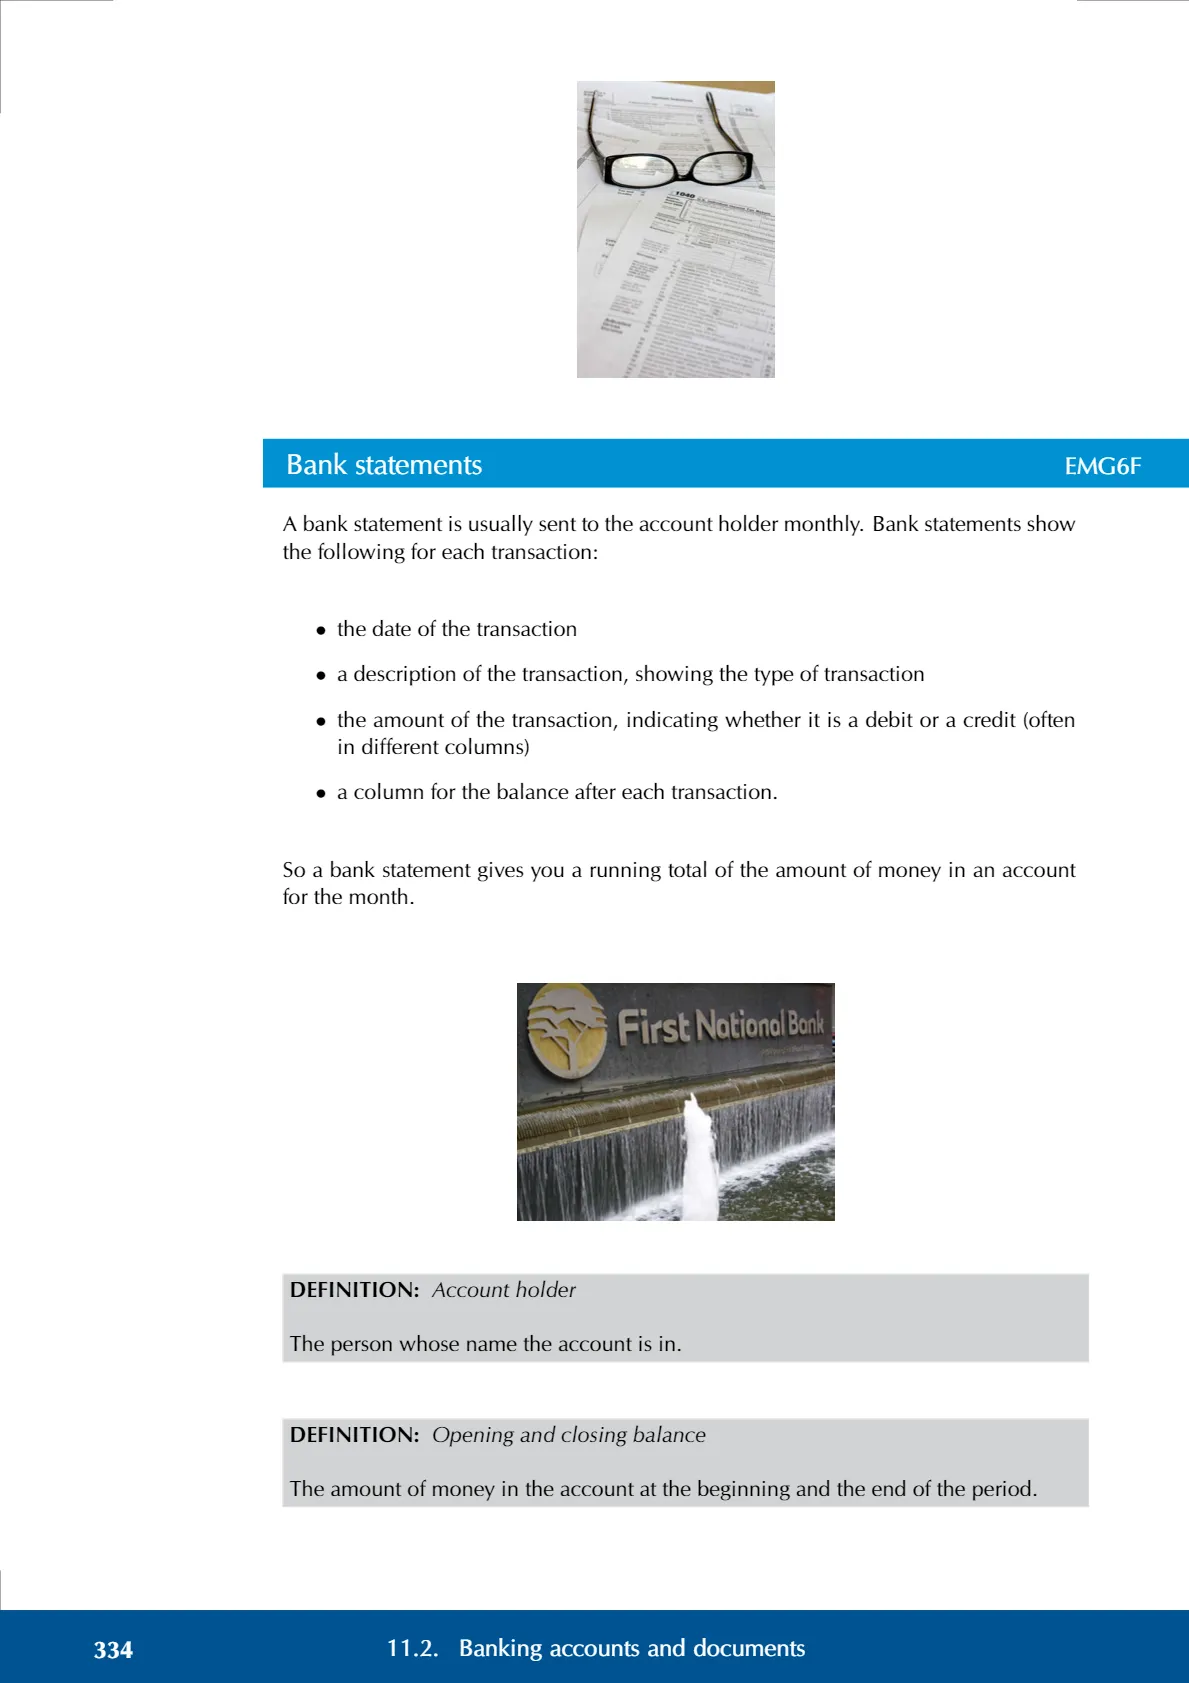 1040 U.S. Individual Income Tax Return
Bank statements EMG6F
A bank statement is usually sent to the account holder monthly. Bank statements show
the following for each transaction:
• the date of the transaction
• a description of the transaction, showing the type of transaction
• the amount of the transaction, indicating whether it is a debit or a credit (often
in different columns)
• a column for the balance after each transaction.
So a bank statement gives you a running total of the amount of money in an account
for the month.
First National Bank
DEFINITION: Account holder
The person whose name the account is in.
DEFINITION: Opening and closing balance
The amount of money in the account at the beginning and the end of the period.
334 11.2. Banking accounts and documents